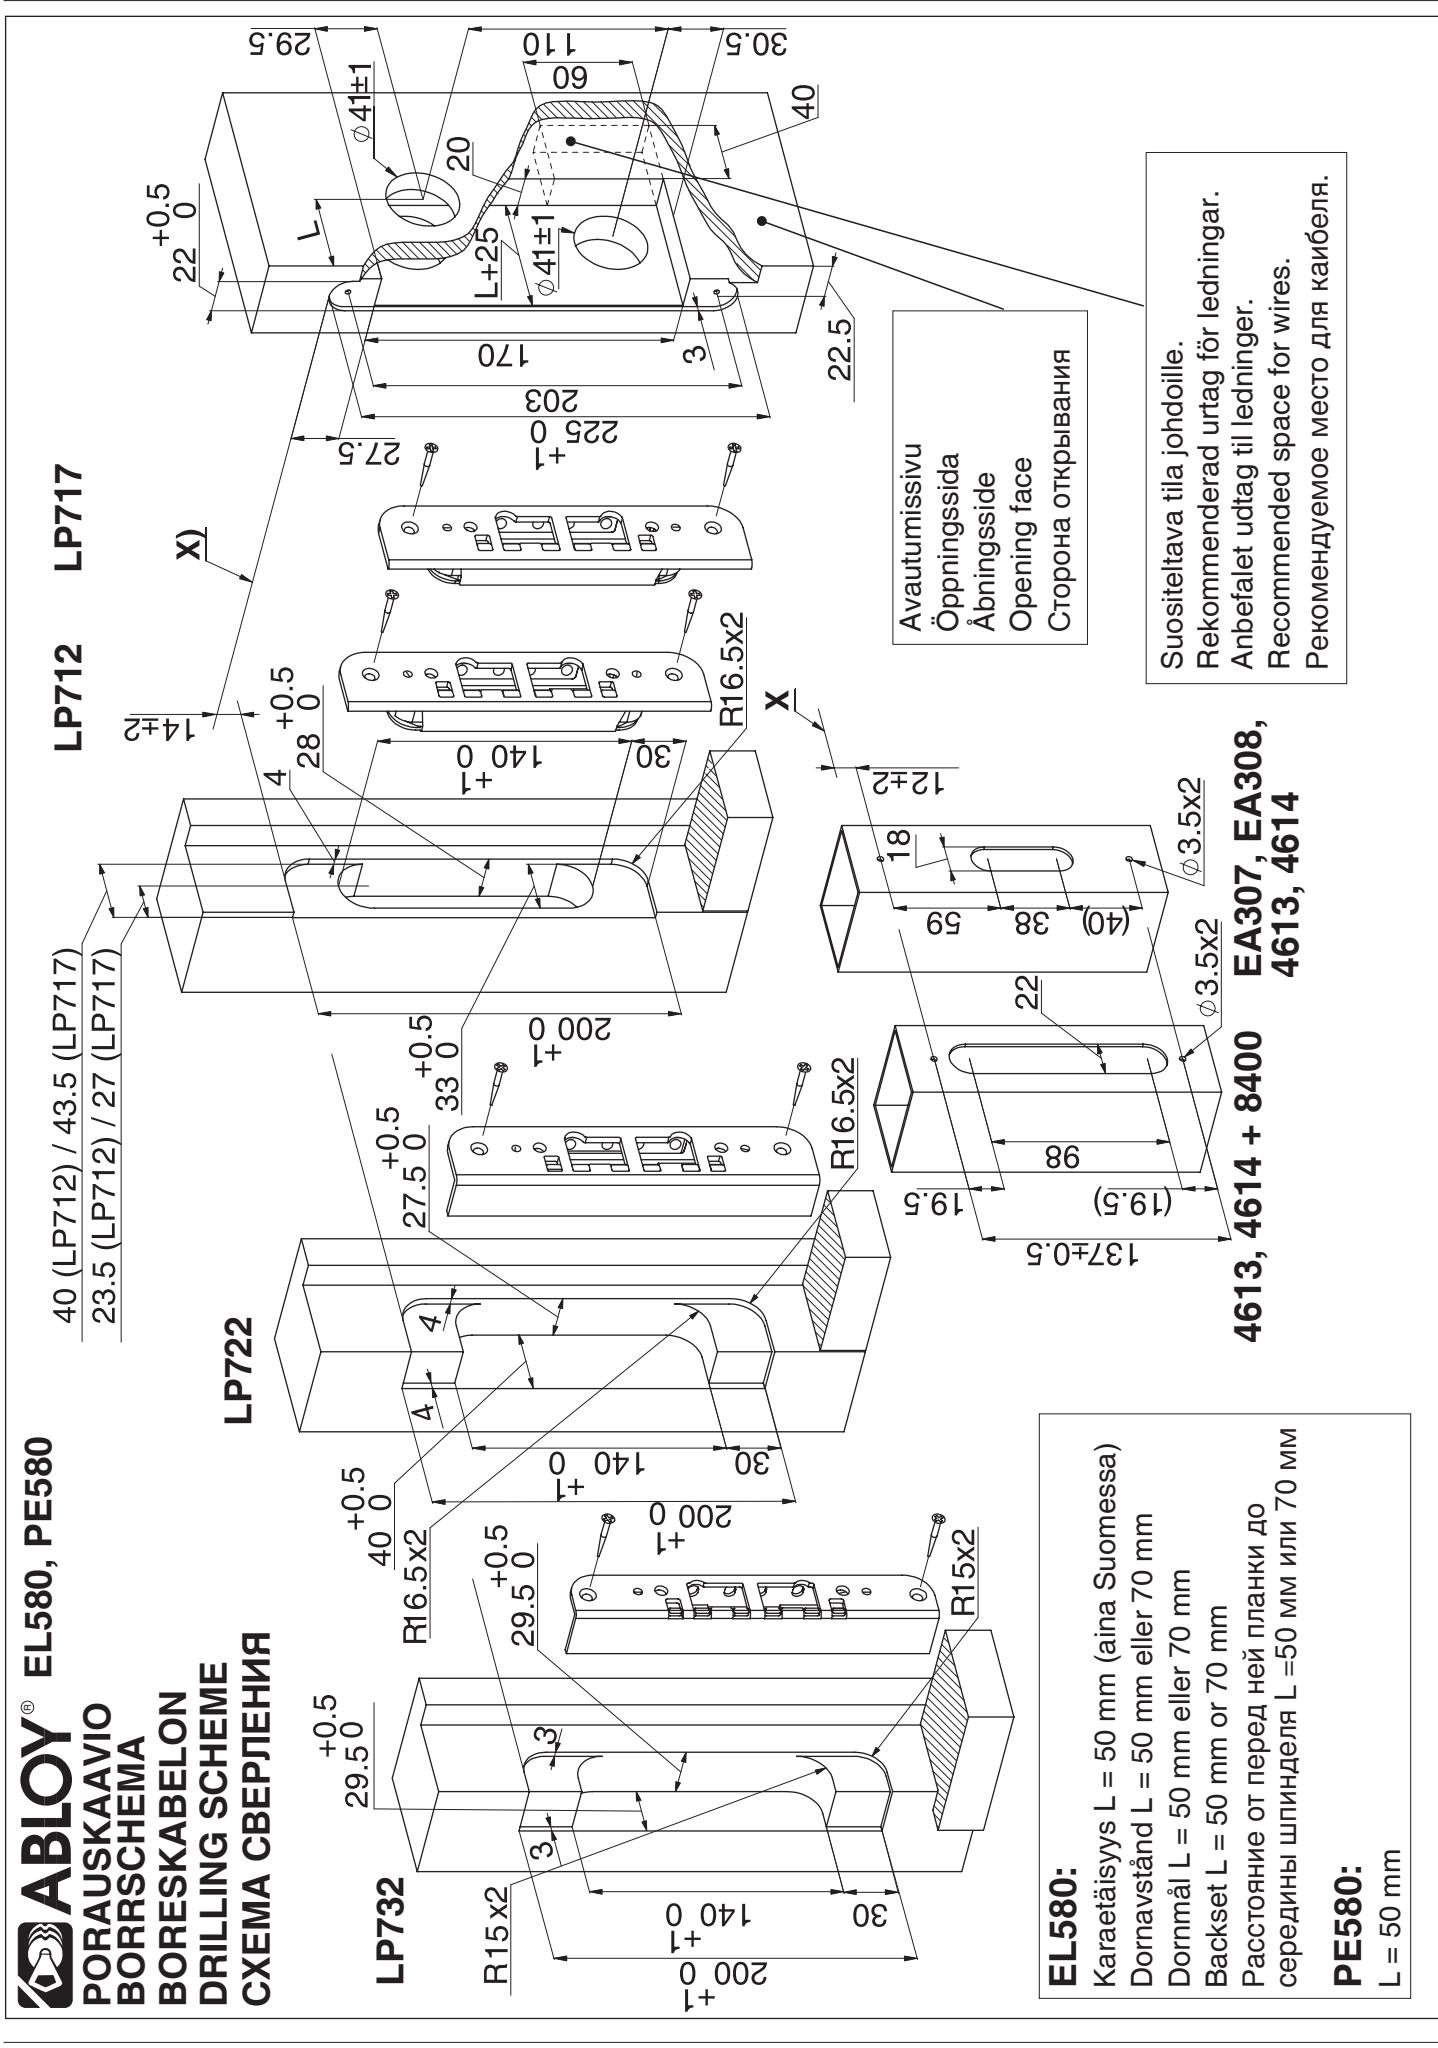 ABLOY® EL580, PE580
PORAUSKAAVIO
BORRSCHEMA
BORESKABELON
DRILLING SCHEME
СХЕМА СВЕРЛЕНИЯ
LP732
29.5 +0.5 0
29.5 +0.5 0
3
3
R15x2
R15x2
140 +1 0
30
200 +1 0
LP722
40 +0.5 0
27.5 +0.5 0
4
4
R16.5x2
R16.5x2
140 +1 0
30
200 +1 0
LP712
LP717
40 (LP712) / 43.5 (LP717)
23.5 (LP712) / 27 (LP717)
33 +0.5 0
28 +0.5 0
4
14±2
X)
140 +1 0
30
R16.5x2
200 +1 0
22 +0.5 0
L
Ø41±1
29.5
110
60
30.5
20
40
L+25
Ø41±1
170
3
203
225 +1 0
27.5
22.5
Avautumissivu
Öppningssida
Åbningsside
Opening face
Сторона открывания
Suositeltava tila johdoille.
Rekommenderad urtag för ledningar.
Anbefalet udtag til ledninger.
Recommended space for wires.
Рекомендуемое место для каибеля.
X
12±2
18
59
38
(40)
Ø3.5x2
EA307, EA308,
4613, 4614
22
98
19.5
(19.5)
137±0.5
Ø3.5x2
4613, 4614 + 8400
EL580:
Karaetäisyys L = 50 mm (aina Suomessa)
Dornavstånd L = 50 mm eller 70 mm
Dornmål L = 50 mm eller 70 mm
Backset L = 50 mm or 70 mm
Расстояние от перед ней планки до
середины шпинделя L =50 мм или 70 мм
PE580:
L = 50 mm